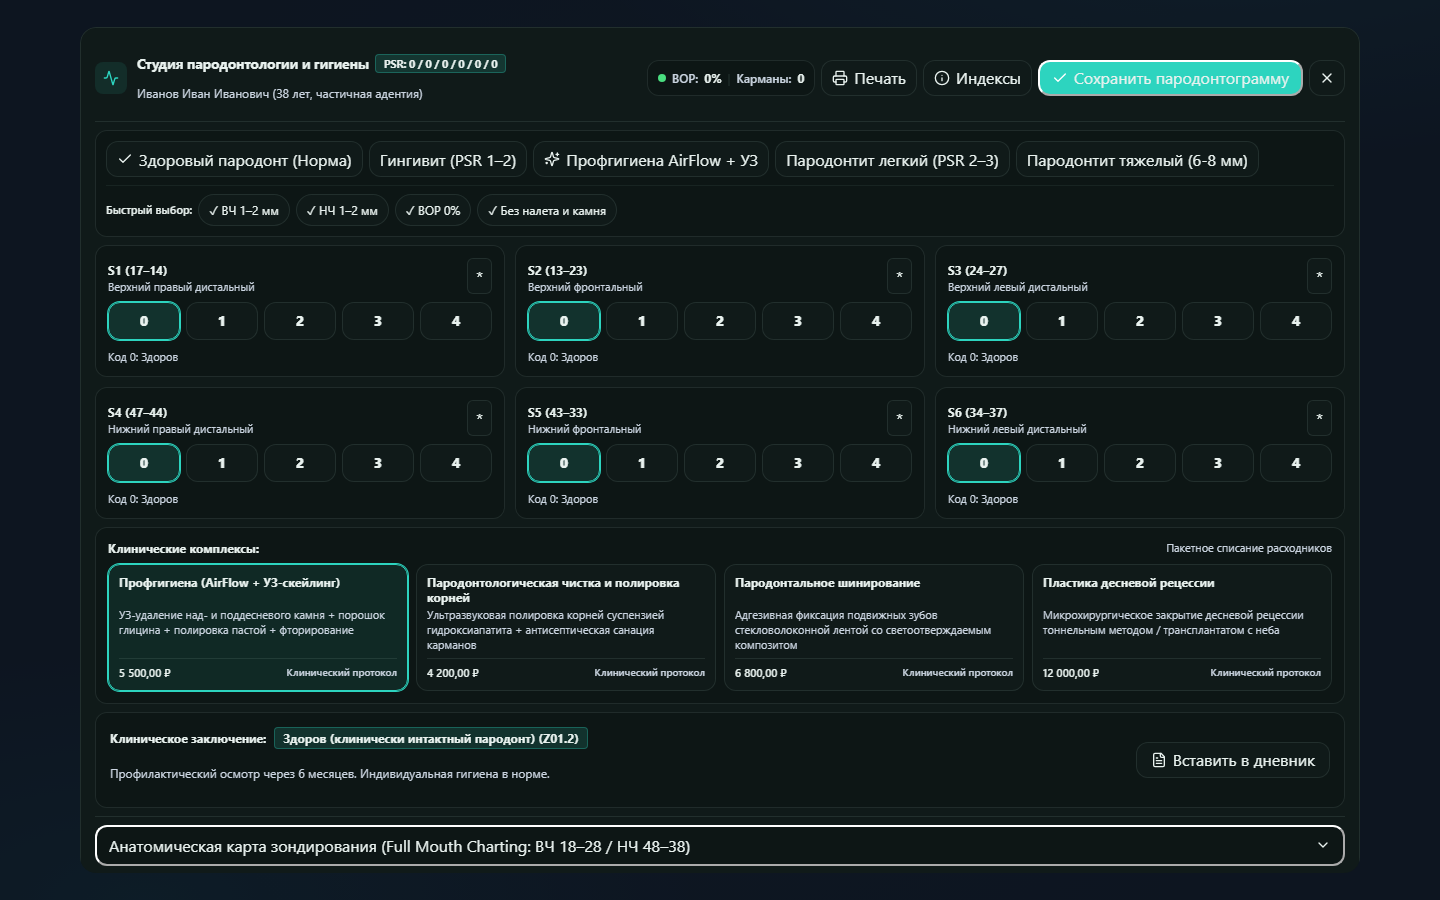 Студия пародонтологии и гигиены PSR: 0 / 0 / 0 / 0 / 0 / 0
Иванов Иван Иванович (38 лет, частичная адентия)
BOP: 0% Карманы: 0 Печать Индексы Сохранить пародонтограмму
Здоровый пародонт (Норма) Гингивит (PSR 1–2) Профгигиена AirFlow + УЗ Пародонтит легкий (PSR 2–3) Пародонтит тяжелый (6-8 мм)
Быстрый выбор: ✓ ВЧ 1–2 мм ✓ НЧ 1–2 мм ✓ BOP 0% ✓ Без налета и камня
S1 (17–14) *
Верхний правый дистальный
0 1 2 3 4
Код 0: Здоров
S2 (13–23) *
Верхний фронтальный
0 1 2 3 4
Код 0: Здоров
S3 (24–27) *
Верхний левый дистальный
0 1 2 3 4
Код 0: Здоров
S4 (47–44) *
Нижний правый дистальный
0 1 2 3 4
Код 0: Здоров
S5 (43–33) *
Нижний фронтальный
0 1 2 3 4
Код 0: Здоров
S6 (34–37) *
Нижний левый дистальный
0 1 2 3 4
Код 0: Здоров
Клинические комплексы: Пакетное списание расходников
Профгигиена (AirFlow + УЗ-скейлинг)
УЗ-удаление над- и поддесневого камня + порошок
глицина + полировка пастой + фторирование
5 500,00 ₽ Клинический протокол
Пародонтологическая чистка и полировка
корней
Ультразвуковая полировка корней суспензией
гидроксиапатита + антисептическая санация
карманов
4 200,00 ₽ Клинический протокол
Пародонтальное шинирование
Адгезивная фиксация подвижных зубов
стекловолоконной лентой со светоотверждаемым
композитом
6 800,00 ₽ Клинический протокол
Пластика десневой рецессии
Микрохирургическое закрытие десневой рецессии
тоннельным методом / трансплантатом с неба
12 000,00 ₽ Клинический протокол
Клиническое заключение: Здоров (клинически интактный пародонт) (Z01.2)
Профилактический осмотр через 6 месяцев. Индивидуальная гигиена в норме.
Вставить в дневник
Анатомическая карта зондирования (Full Mouth Charting: ВЧ 18–28 / НЧ 48–38)